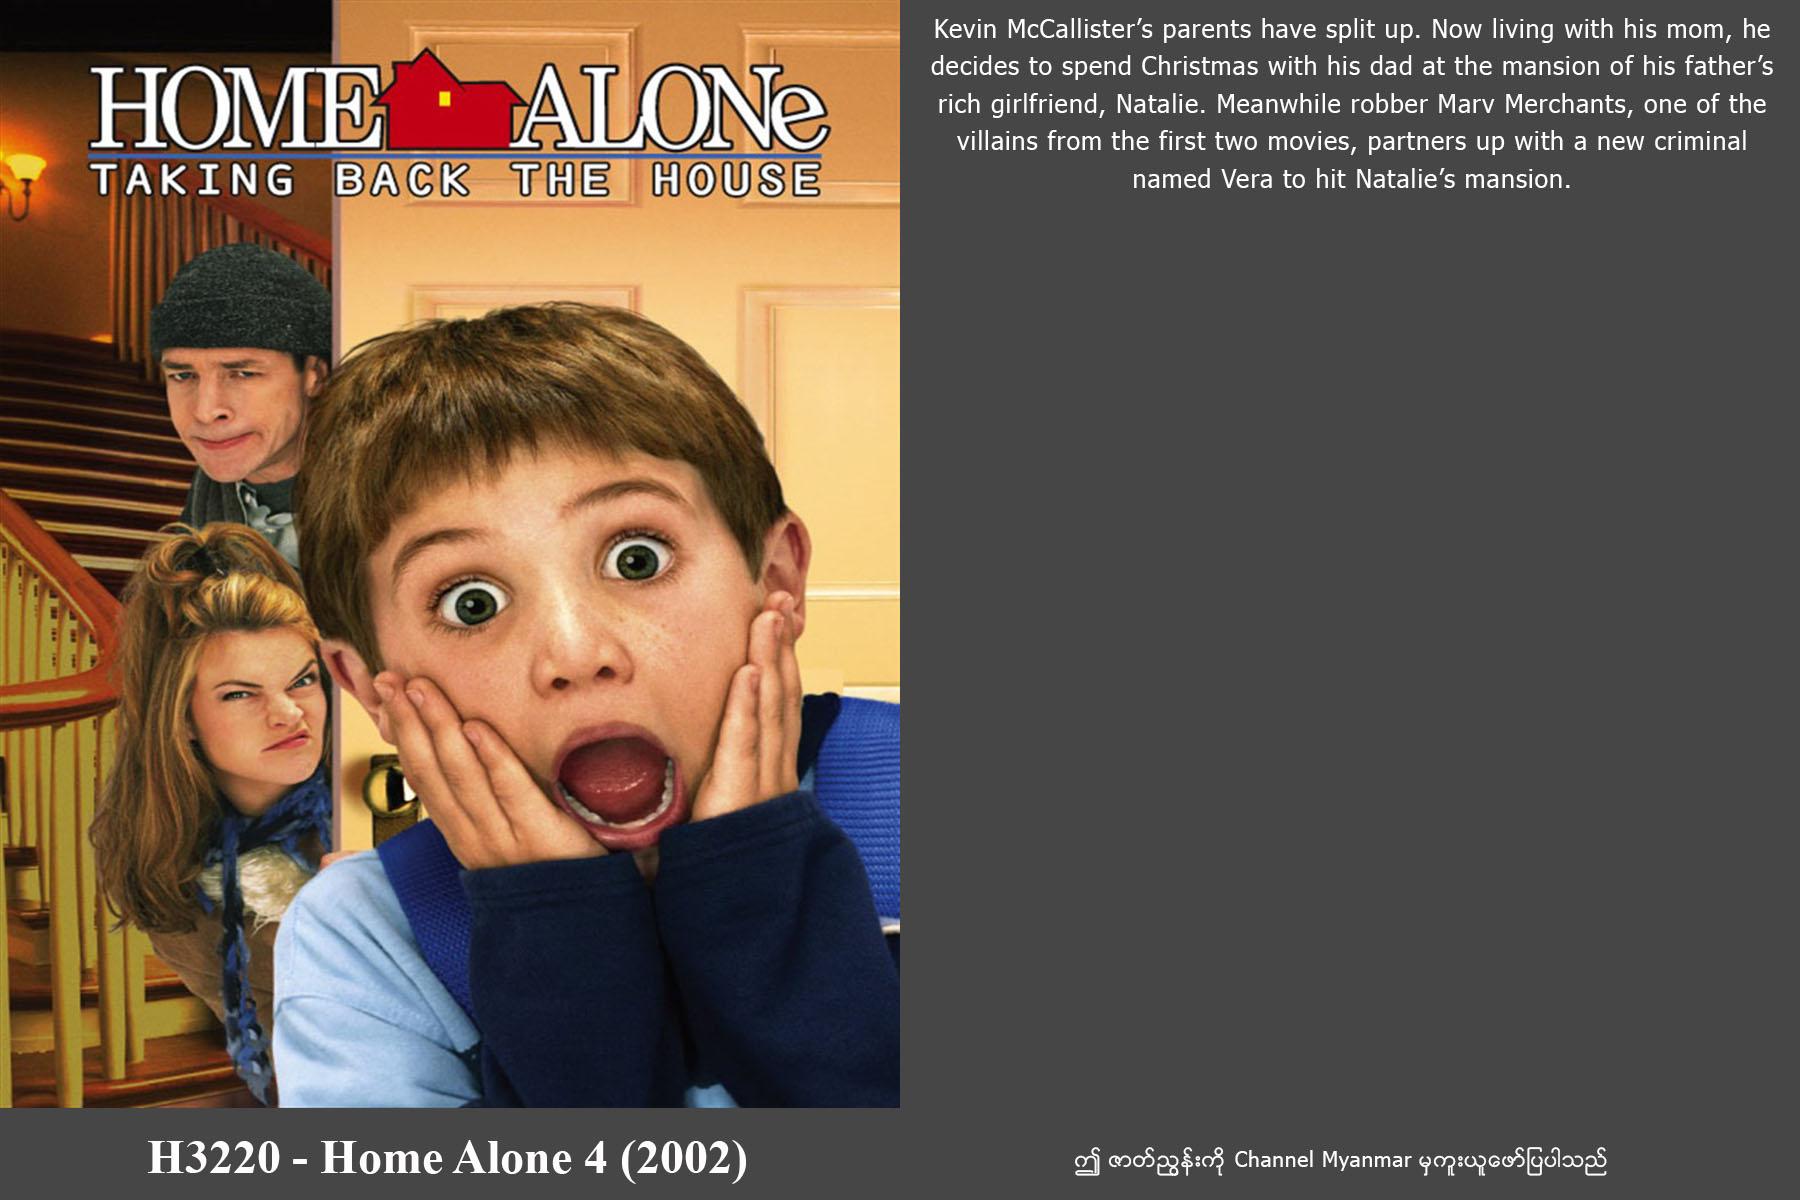 HOME ALONe
TAKING BACK THE HOUSE
Kevin McCallister’s parents have split up. Now living with his mom, he
decides to spend Christmas with his dad at the mansion of his father’s
rich girlfriend, Natalie. Meanwhile robber Marv Merchants, one of the
villains from the first two movies, partners up with a new criminal
named Vera to hit Natalie’s mansion.
H3220 - Home Alone 4 (2002)
ဤ ဇာတ်ညွှန်းကို Channel Myanmar မှကူးယူဖော်ပြပါသည်